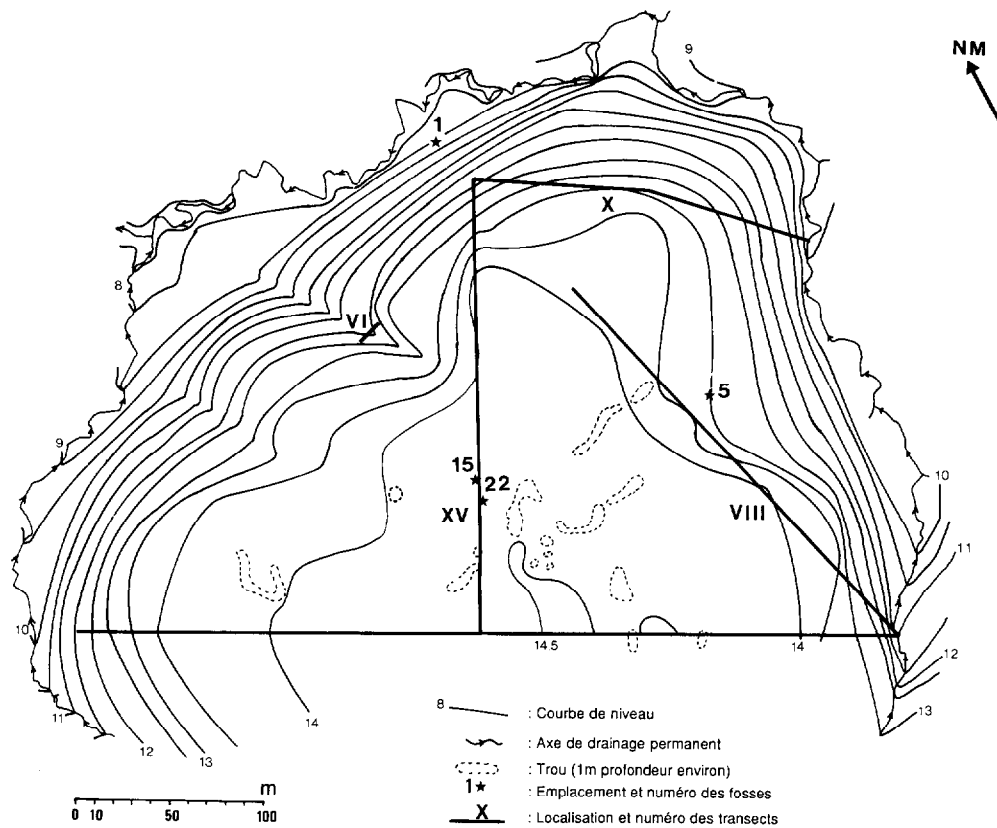 9
NM
1
X
8
VI
5
9
15
22
XV
VIII
10
11
10
14.5
14
12
11
14
13
12
13
8 : Courbe de niveau
: Axe de drainage permanent
: Trou (1m profondeur environ)
1 : Emplacement et numéro des fosses
X : Localisation et numéro des transects
m
0 10 50 100